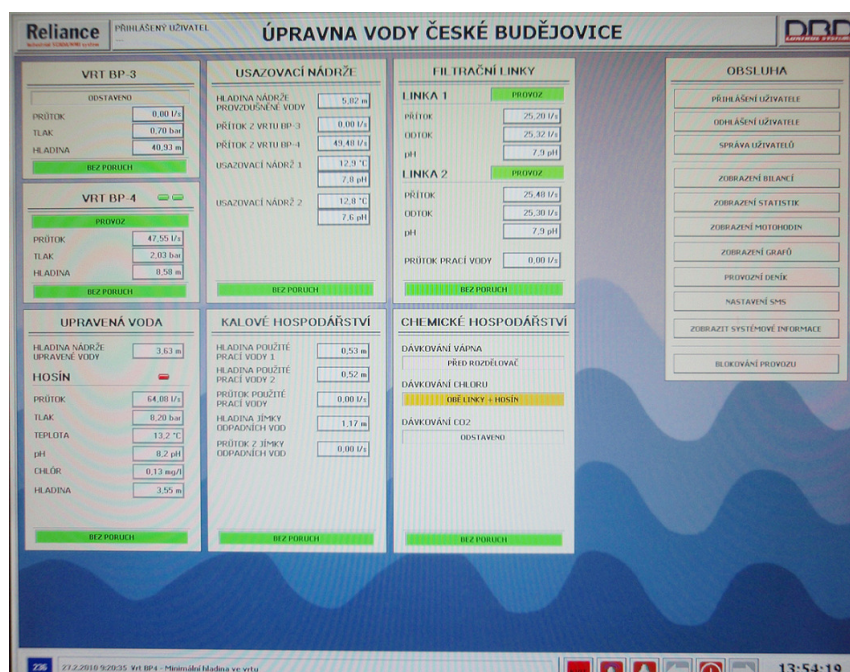 Reliance
PŘIHLÁŠENÝ UŽIVATEL
ÚPRAVNA VODY ČESKÉ BUDĚJOVICE
VRT BP-3
ODSTAVENO
PRŮTOK 0,00 l/s
TLAK 0,70 bar
HLADINA 40,93 m
BEZ PORUCH
VRT BP-4
PROVOZ
PRŮTOK 47,55 l/s
TLAK 2,03 bar
HLADINA 8,58 m
BEZ PORUCH
USAZOVACÍ NÁDRŽE
HLADINA NÁDRŽE
PROVZDUŠNĚNÉ VODY 5,02 m
PŘÍTOK Z VRTU BP-3 0,00 l/s
PŘÍTOK Z VRTU BP-4 49,48 l/s
USAZOVACÍ NÁDRŽ 1 12,9 °C
7,8 pH
USAZOVACÍ NÁDRŽ 2 12,8 °C
7,6 pH
BEZ PORUCH
FILTRAČNÍ LINKY
LINKA 1 PROVOZ
PŘÍTOK 25,20 l/s
ODTOK 25,32 l/s
pH 7,9 pH
LINKA 2 PROVOZ
PŘÍTOK 25,48 l/s
ODTOK 25,30 l/s
pH 7,9 pH
PRŮTOK PRACÍ VODY 0,00 l/s
BEZ PORUCH
OBSLUHA
PŘIHLÁŠENÍ UŽIVATELE
ODHLÁŠENÍ UŽIVATELE
SPRÁVA UŽIVATELŮ
ZOBRAZENÍ BILANCÍ
ZOBRAZENÍ STATISTIK
ZOBRAZENÍ MOTOHODIN
ZOBRAZENÍ GRAFŮ
PROVOZNÍ DENÍK
NASTAVENÍ SMS
ZOBRAZIT SYSTÉMOVÉ INFORMACE
BLOKOVÁNÍ PROVOZU
UPRAVENÁ VODA
HLADINA NÁDRŽE
UPRAVENÉ VODY 3,63 m
HOSÍN
PRŮTOK 64,08 l/s
TLAK 8,20 bar
TEPLOTA 13,2 °C
pH 8,2 pH
CHLÓR 0,13 mg/l
HLADINA 3,55 m
BEZ PORUCH
KALOVÉ HOSPODÁŘSTVÍ
HLADINA POUŽITÉ
PRACÍ VODY 1 0,53 m
HLADINA POUŽITÉ
PRACÍ VODY 2 0,52 m
PRŮTOK POUŽITÉ
PRACÍ VODY 0,00 l/s
HLADINA JÍMKY
ODPADNÍCH VOD 1,17 m
PRŮTOK Z JÍMKY
ODPADNÍCH VOD 0,00 l/s
BEZ PORUCH
CHEMICKÉ HOSPODÁŘSTVÍ
DÁVKOVÁNÍ VÁPNA
PŘED ROZDĚLOVAČ
DÁVKOVÁNÍ CHLORU
OBĚ LINKY + HOSÍN
DÁVKOVÁNÍ CO2
ODSTAVENO
BEZ PORUCH
236 27.2.2010 9:20:35 Vrt BP4 - Minimální hladina ve vrtu
13:54:19